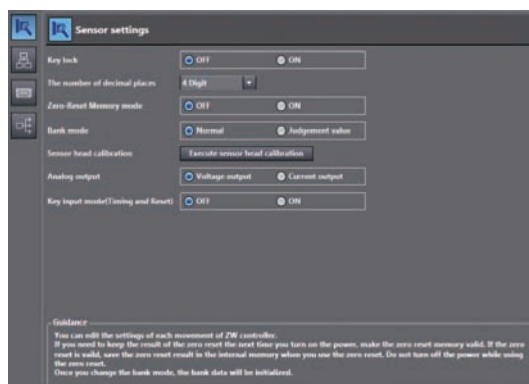 Sensor settings
Key lock OFF ON
The number of decimal places 4 Digit
Zero-Reset Memory mode OFF ON
Bank mode Normal Judgement value
Sensor head calibration Execute sensor head calibration
Analog output Voltage output Current output
Key input mode(Timing and Reset) OFF ON
Guidance
You can edit the settings of each movement of ZW controller.
If you need to keep the result of the zero reset the next time you turn on the power, make the zero reset memory valid. If the zero
reset is valid, save the zero reset result in the internal memory when you use the zero reset. Do not turn off the power while using
the zero reset.
Once you change the bank mode, the bank data will be initialized.